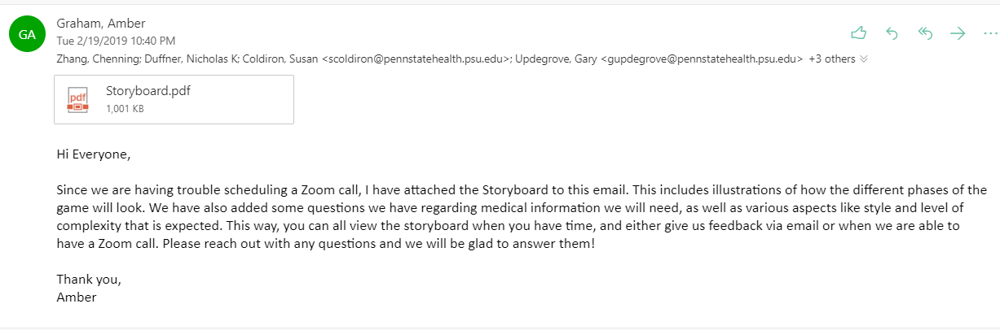 GA
Graham, Amber
Tue 2/19/2019 10:40 PM
Zhang, Chenning; Duffner, Nicholas K; Coldiron, Susan <scoldiron@pennstatehealth.psu.edu>; Updegrove, Gary <gupdegrove@pennstatehealth.psu.edu> +3 others
pdf
Storyboard.pdf
1,001 KB
Hi Everyone,
Since we are having trouble scheduling a Zoom call, I have attached the Storyboard to this email. This includes illustrations of how the different phases of the
game will look. We have also added some questions we have regarding medical information we will need, as well as various aspects like style and level of
complexity that is expected. This way, you can all view the storyboard when you have time, and either give us feedback via email or when we are able to
have a Zoom call. Please reach out with any questions and we will be glad to answer them!
Thank you,
Amber